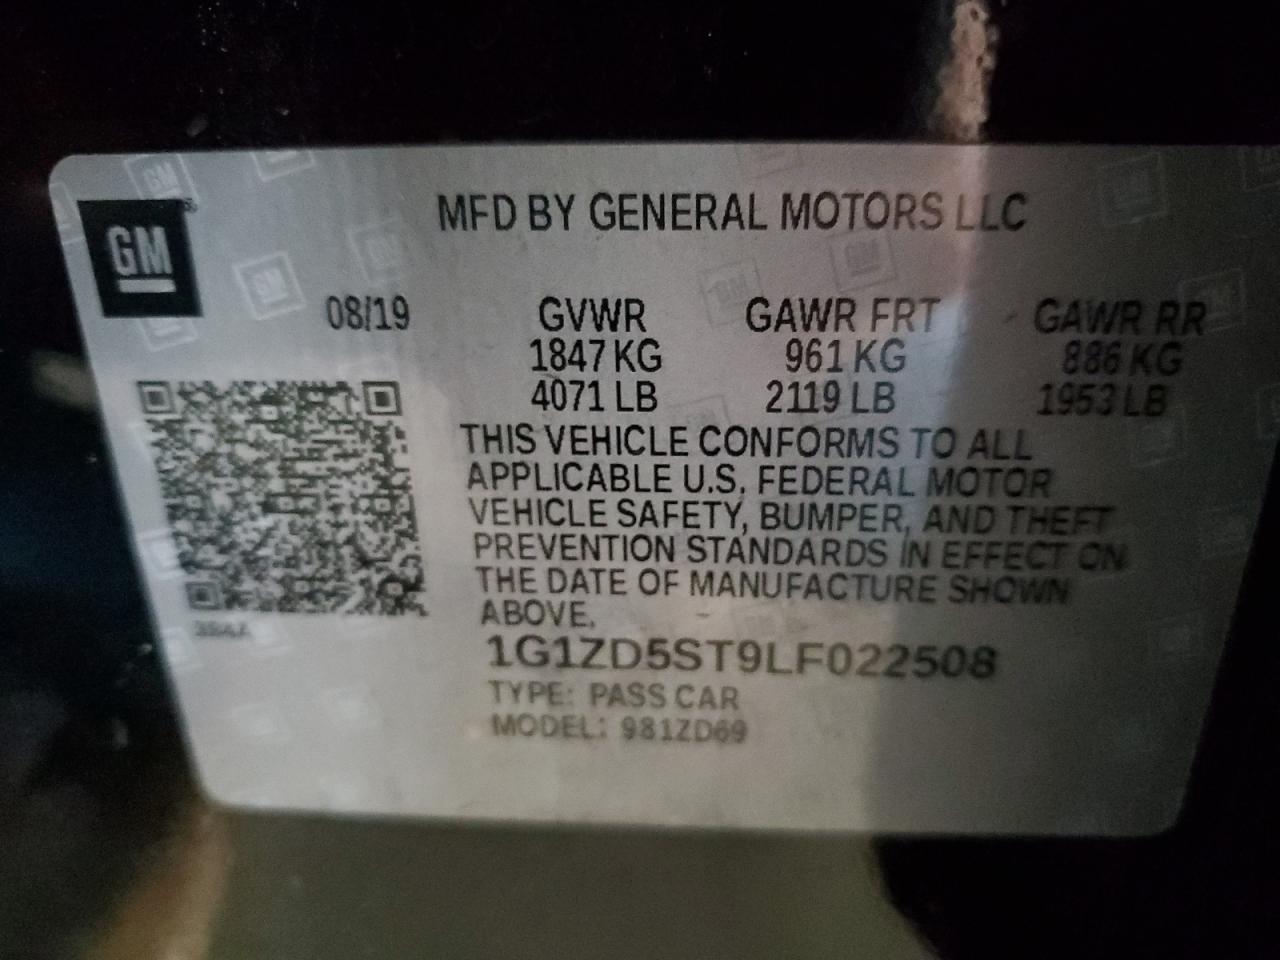 GM
MFD BY GENERAL MOTORS LLC
08/19 GVWR GAWR FRT GAWR RR
1847 KG 961 KG 886 KG
4071 LB 2119 LB 1953 LB
THIS VEHICLE CONFORMS TO ALL
APPLICABLE U.S. FEDERAL MOTOR
VEHICLE SAFETY, BUMPER, AND THEFT
PREVENTION STANDARDS IN EFFECT ON
THE DATE OF MANUFACTURE SHOWN
ABOVE.
1G1ZD5ST9LF022508
TYPE: PASS CAR
MODEL: 981ZD69